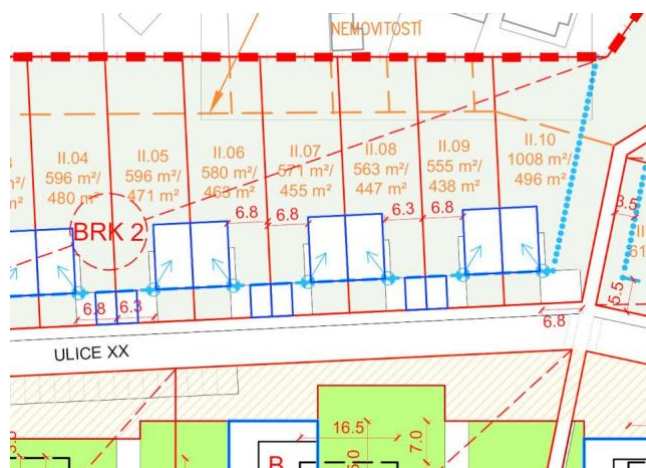 NEMOVITOSTÍ
II.04
596 m²/
480 m²
II.05
596 m²/
471 m²
II.06
580 m²/
463 m²
II.07
571 m²/
455 m²
II.08
563 m²/
447 m²
II.09
555 m²/
438 m²
II.10
1008 m²/
496 m²
m²/
m²
3.5
61
6.8
6.8
6.3
6.8
BRK 2
6.8
6.3
5.5
6.8
ULICE XX
16.5
7.0
B